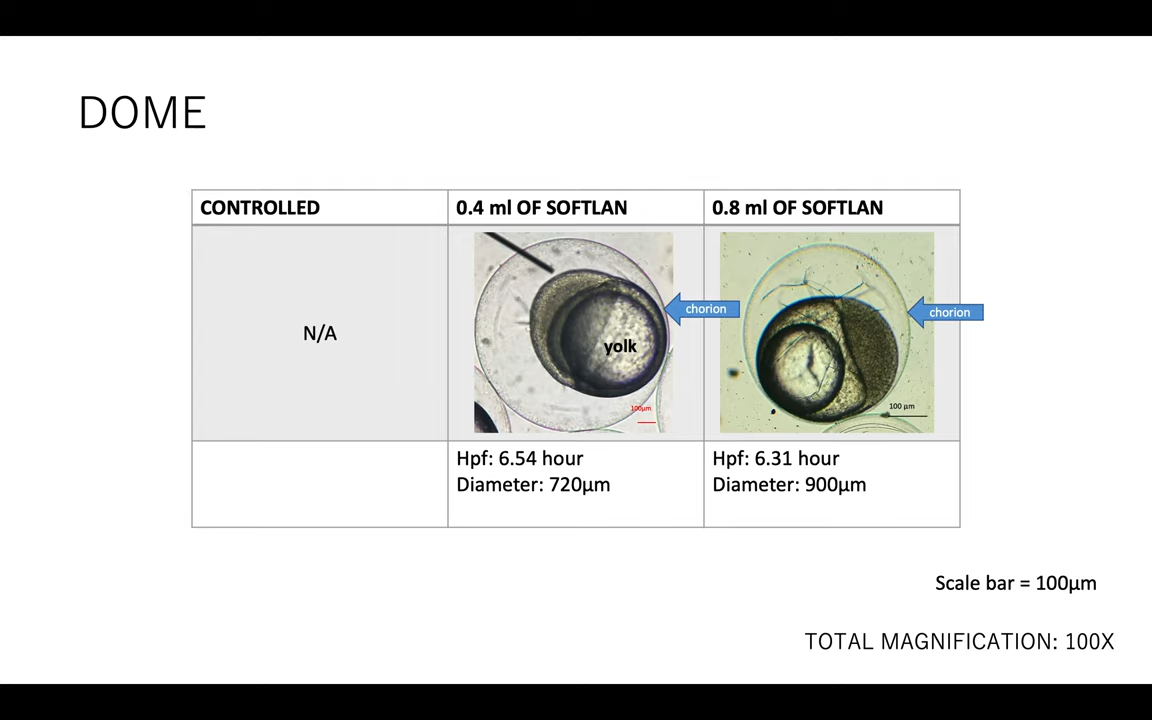 DOME
CONTROLLED
0.4 ml OF SOFTLAN
0.8 ml OF SOFTLAN
N/A
chorion
yolk
100µm
chorion
100 µm
Hpf: 6.54 hour
Diameter: 720µm
Hpf: 6.31 hour
Diameter: 900µm
Scale bar = 100µm
TOTAL MAGNIFICATION: 100X